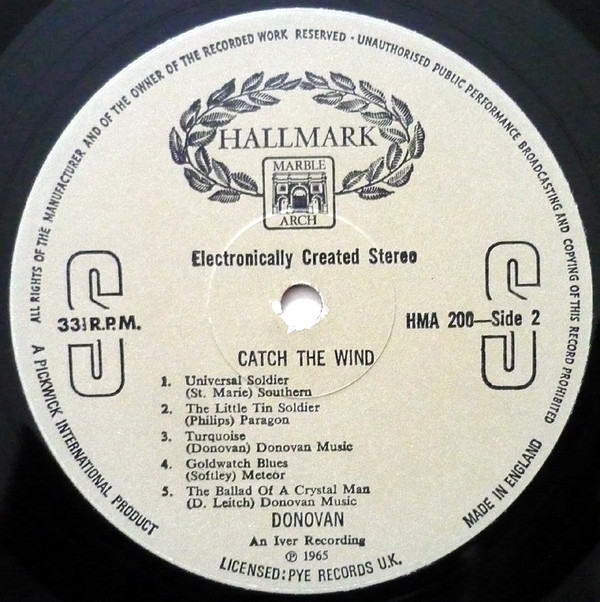 ALL RIGHTS OF THE MANUFACTURER AND OF THE OWNER OF THE RECORDED WORK RESERVED · UNAUTHORISED PUBLIC PERFORMANCE BROADCASTING AND COPYING OF THIS RECORD PROHIBITED
HALLMARK
MARBLE
ARCH
Electronically Created Stereo
33⅓ R.P.M.
HMA 200—Side 2
CATCH THE WIND
1. Universal Soldier
(St. Marie) Southern
2. The Little Tin Soldier
(Philips) Paragon
3. Turquoise
(Donovan) Donovan Music
4. Goldwatch Blues
(Softley) Meteor
5. The Ballad Of A Crystal Man
(D. Leitch) Donovan Music
DONOVAN
An Iver Recording
℗ 1965
A PICKWICK INTERNATIONAL PRODUCT
LICENSED: PYE RECORDS U.K.
MADE IN ENGLAND